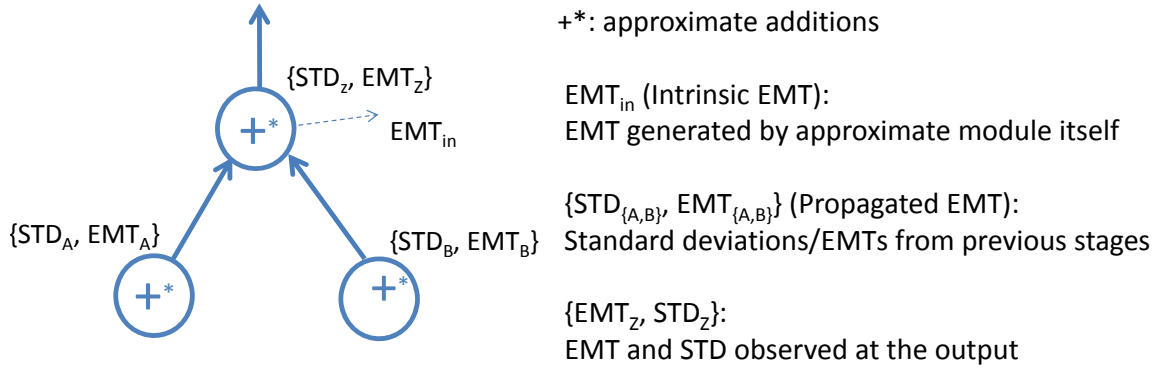 +*: approximate additions
{STD_z, EMT_Z}
+*
EMT_in
EMT_in (Intrinsic EMT):
EMT generated by approximate module itself
{STD_A, EMT_A}
{STD_B, EMT_B}
+*
+*
{STD_{A,B}, EMT_{A,B}} (Propagated EMT):
Standard deviations/EMTs from previous stages
{EMT_Z, STD_Z}:
EMT and STD observed at the output